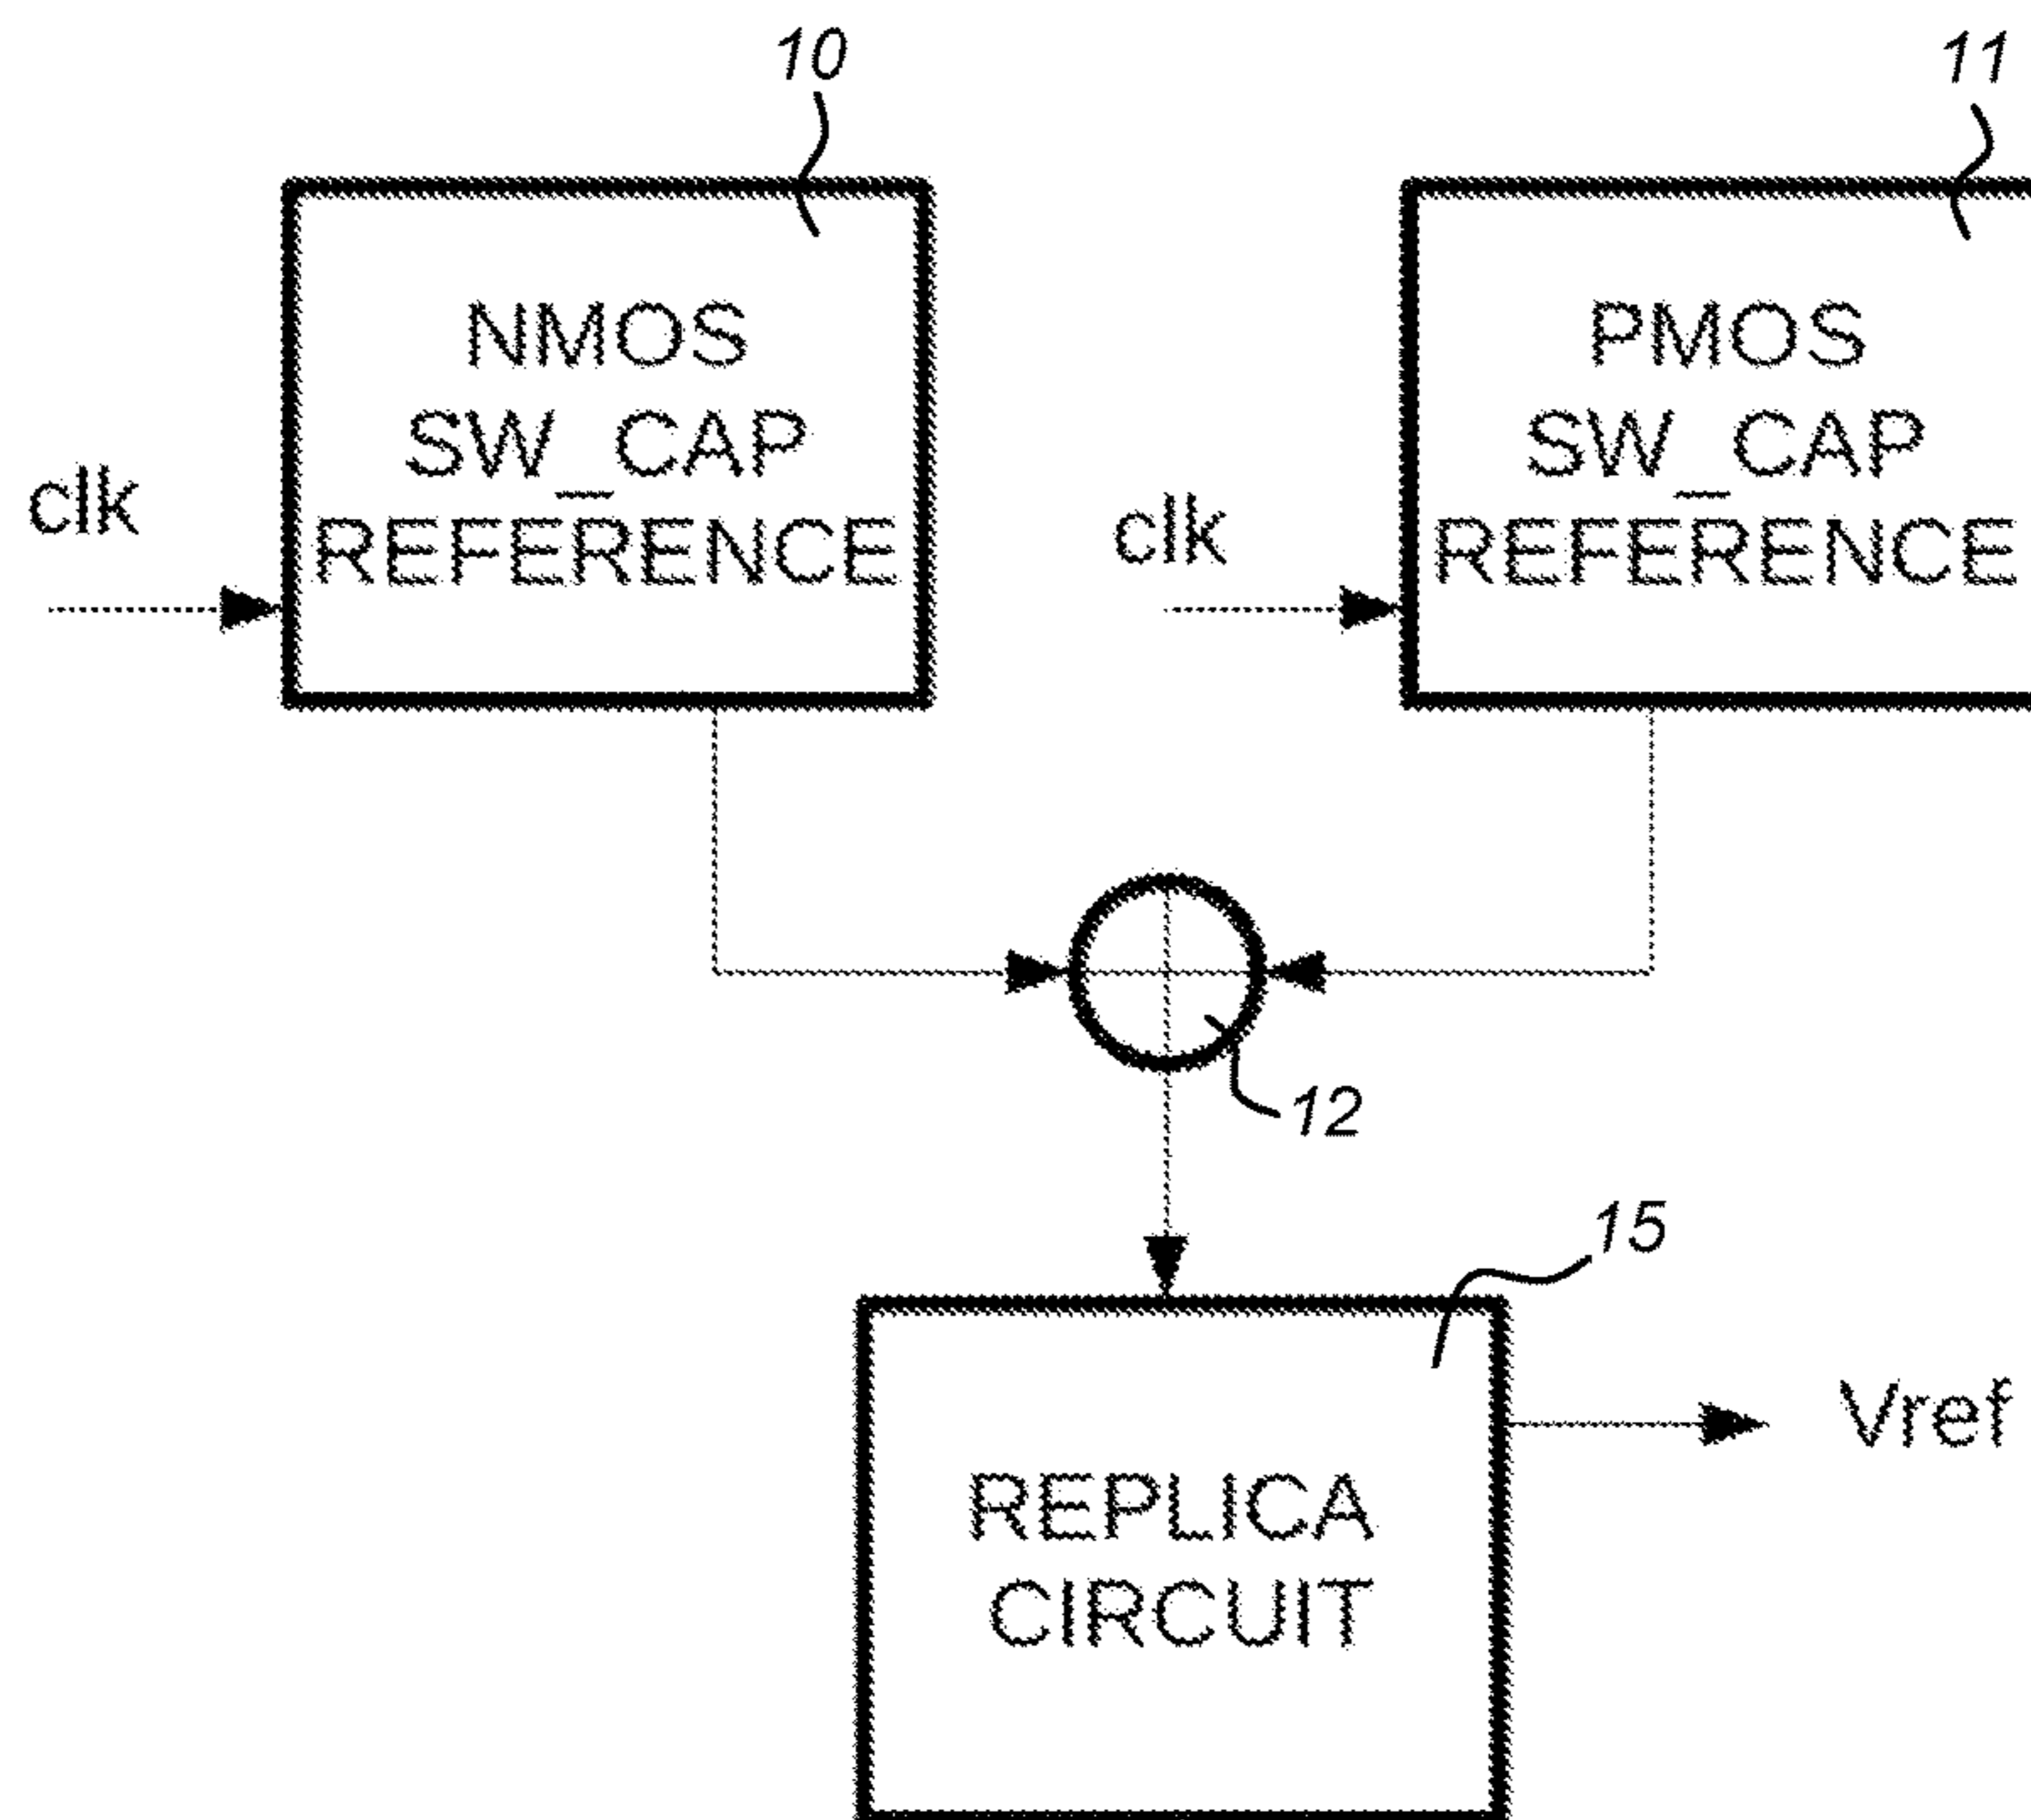 10
11
NMOS
SW_CAP
REFERENCE
clk
PMOS
SW_CAP
REFERENCE
clk
12
15
Vref
REPLICA
CIRCUIT